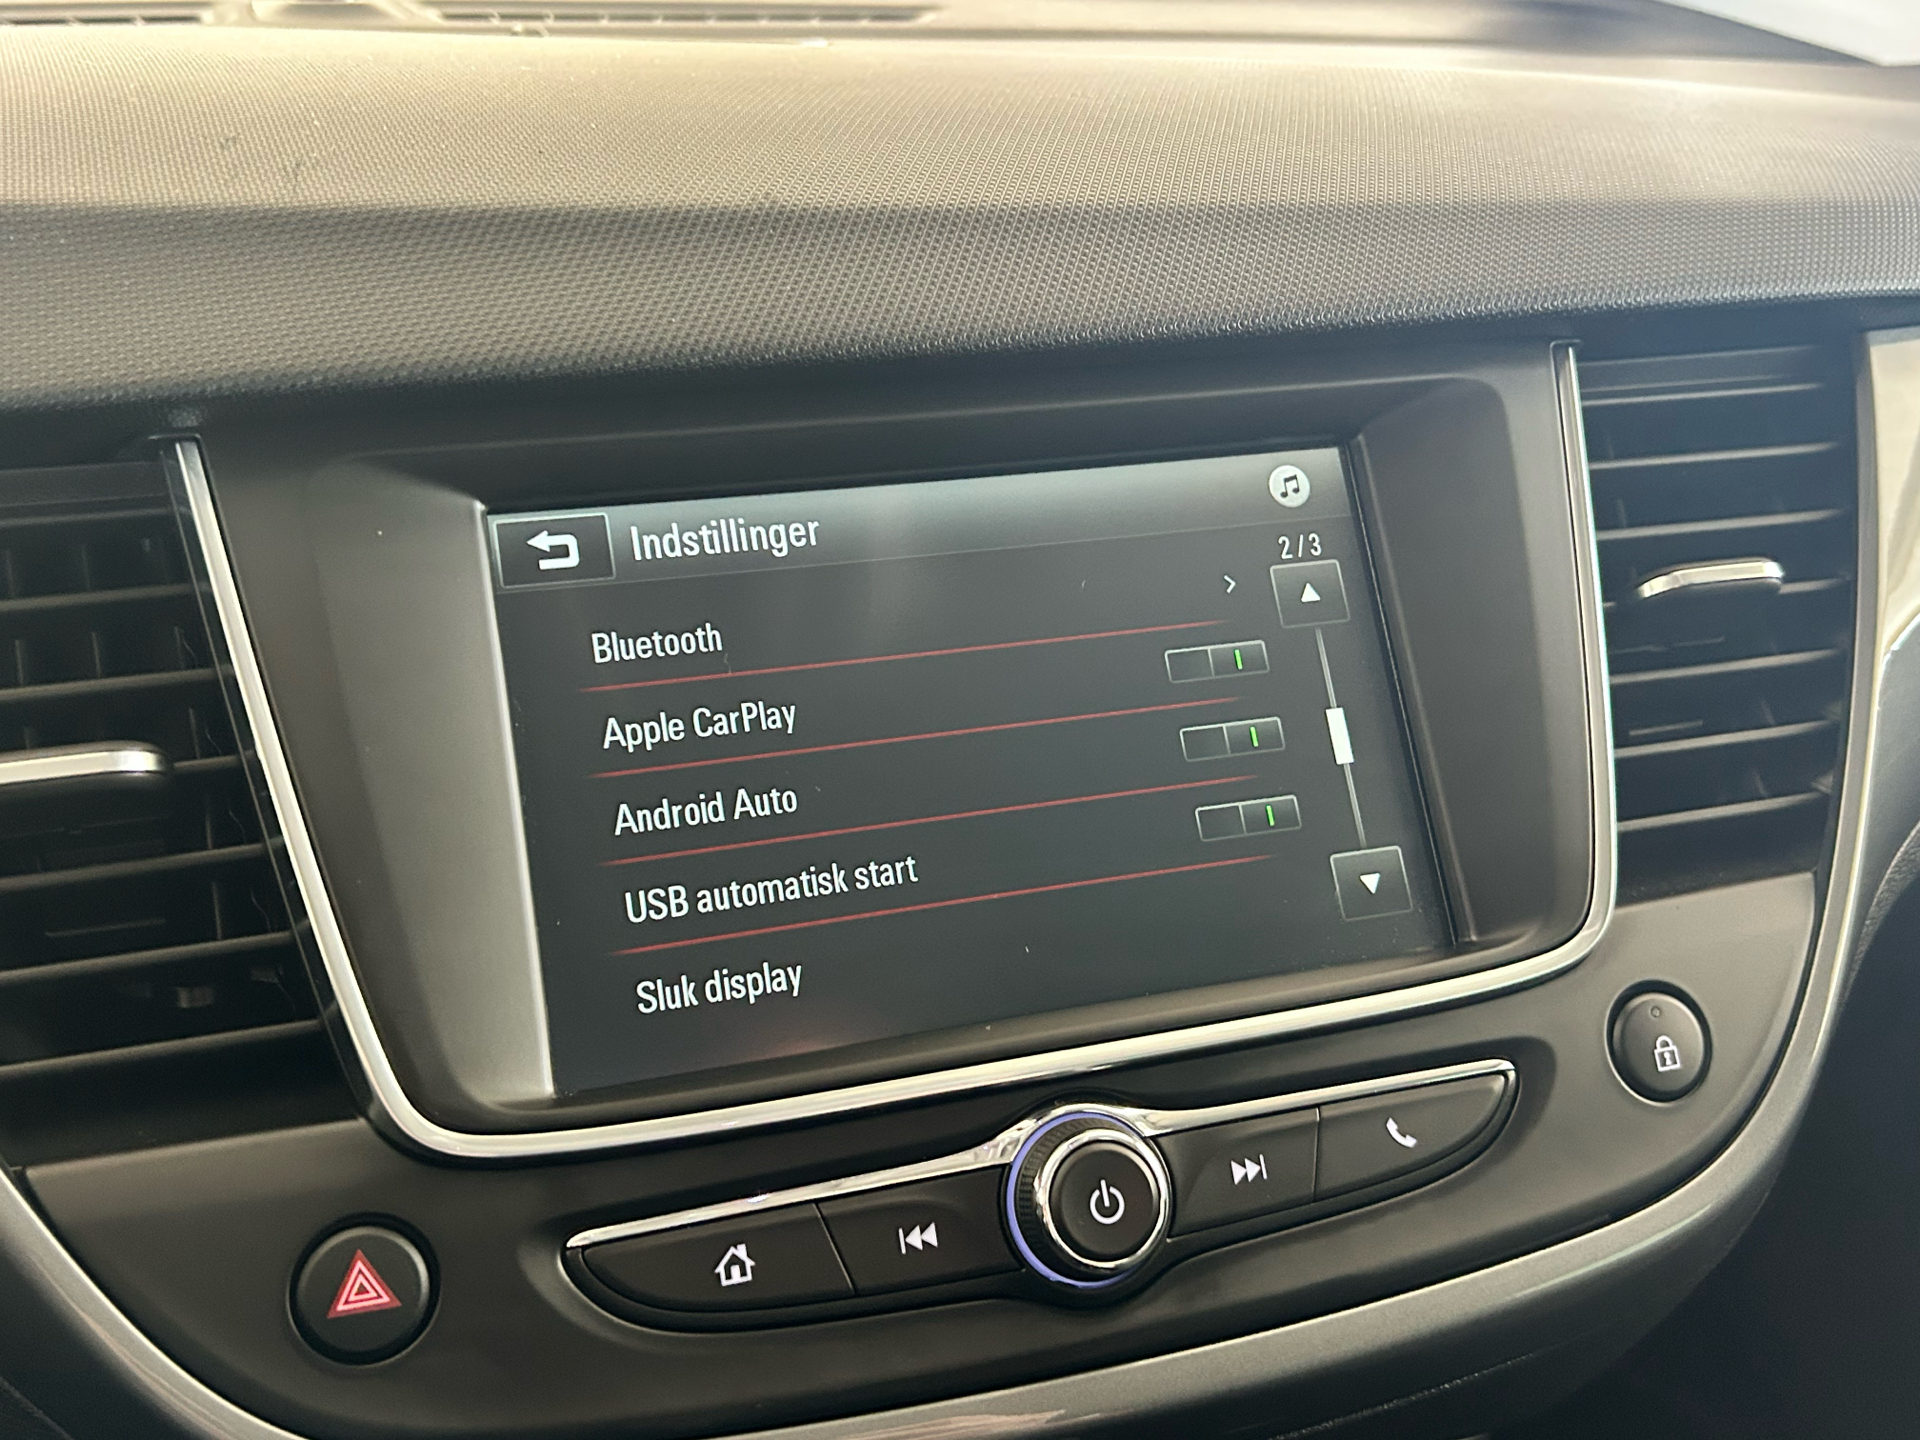 Indstillinger
2/3
Bluetooth
Apple CarPlay
Android Auto
USB automatisk start
Sluk display